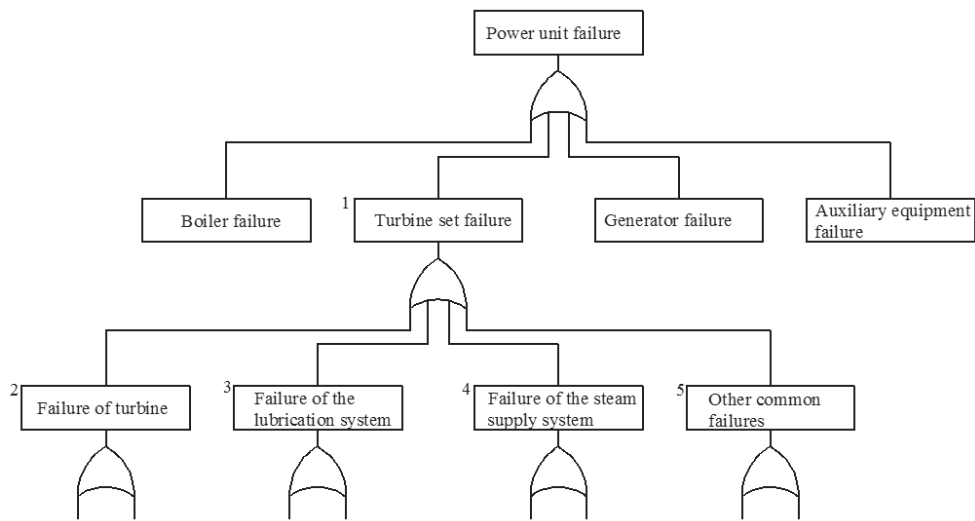 Power unit failure
Boiler failure
1
Turbine set failure
Generator failure
Auxiliary equipment
failure
2
Failure of turbine
3
Failure of the
lubrication system
4
Failure of the steam
supply system
5
Other common
failures